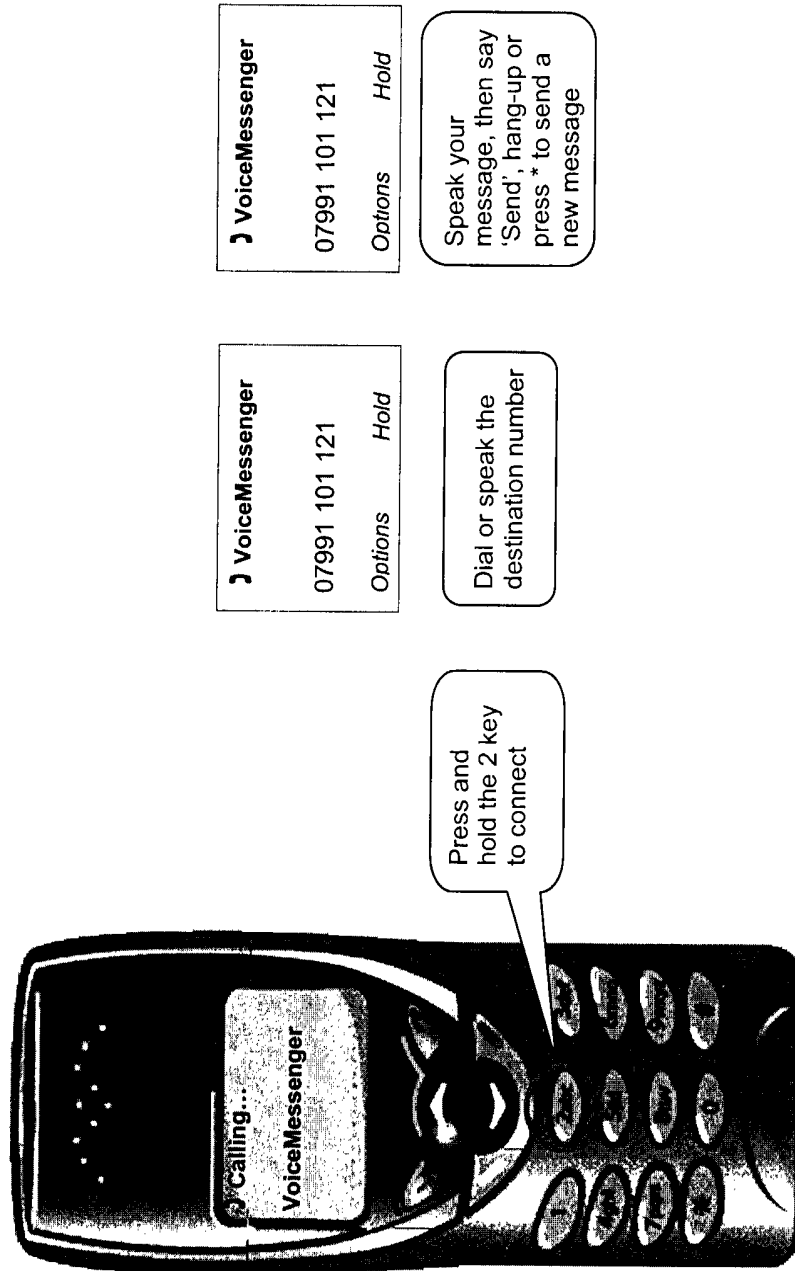 Calling...
VoiceMessenger
Press and
hold the 2 key
to connect
VoiceMessenger
07991 101 121
Options Hold
Dial or speak the
destination number
VoiceMessenger
07991 101 121
Options Hold
Speak your
message, then say
‘Send’, hang-up or
press * to send a
new message